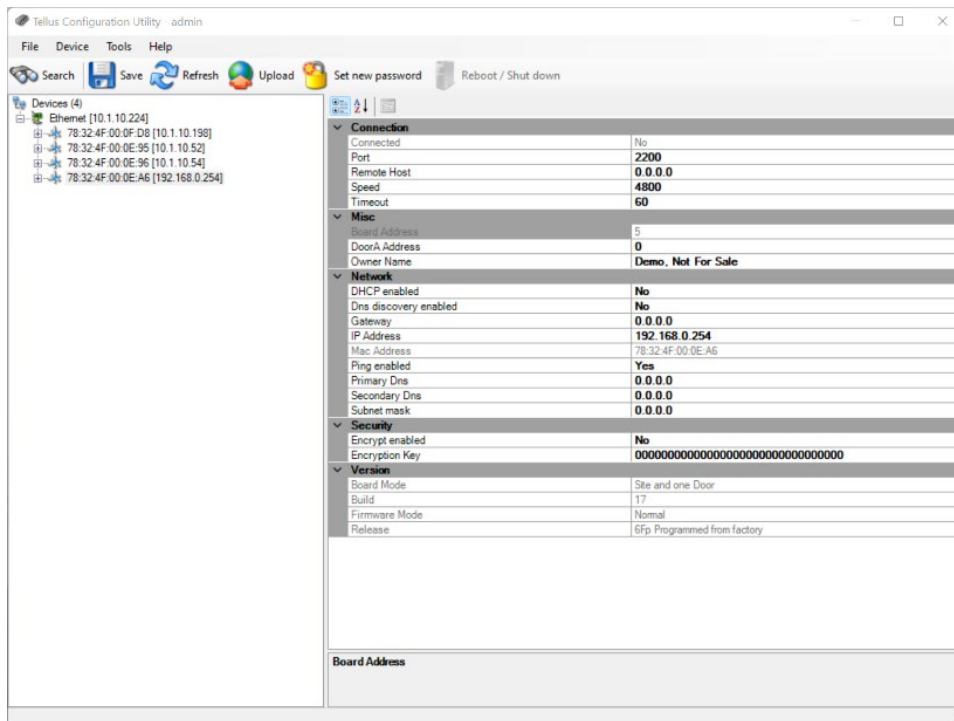 Tellus Configuration Utility - admin
File Device Tools Help
Search Save Refresh Upload Set new password Reboot / Shut down
Devices (4)
Ethernet [10.1.10.224]
78:32:4F:00:0F:D8 [10.1.10.198]
78:32:4F:00:0E:95 [10.1.10.52]
78:32:4F:00:0E:96 [10.1.10.54]
78:32:4F:00:0E:A6 [192.168.0.254]
Connection
Connected No
Port 2200
Remote Host 0.0.0.0
Speed 4800
Timeout 60
Misc
Board Address 5
DoorA Address 0
Owner Name Demo, Not For Sale
Network
DHCP enabled No
Dns discovery enabled No
Gateway 0.0.0.0
IP Address 192.168.0.254
Mac Address 78:32:4F:00:0E:A6
Ping enabled Yes
Primary Dns 0.0.0.0
Secondary Dns 0.0.0.0
Subnet mask 0.0.0.0
Security
Encrypt enabled No
Encryption Key 00000000000000000000000000000000
Version
Board Mode Site and one Door
Build 17
Firmware Mode Normal
Release 6Fp Programmed from factory
Board Address